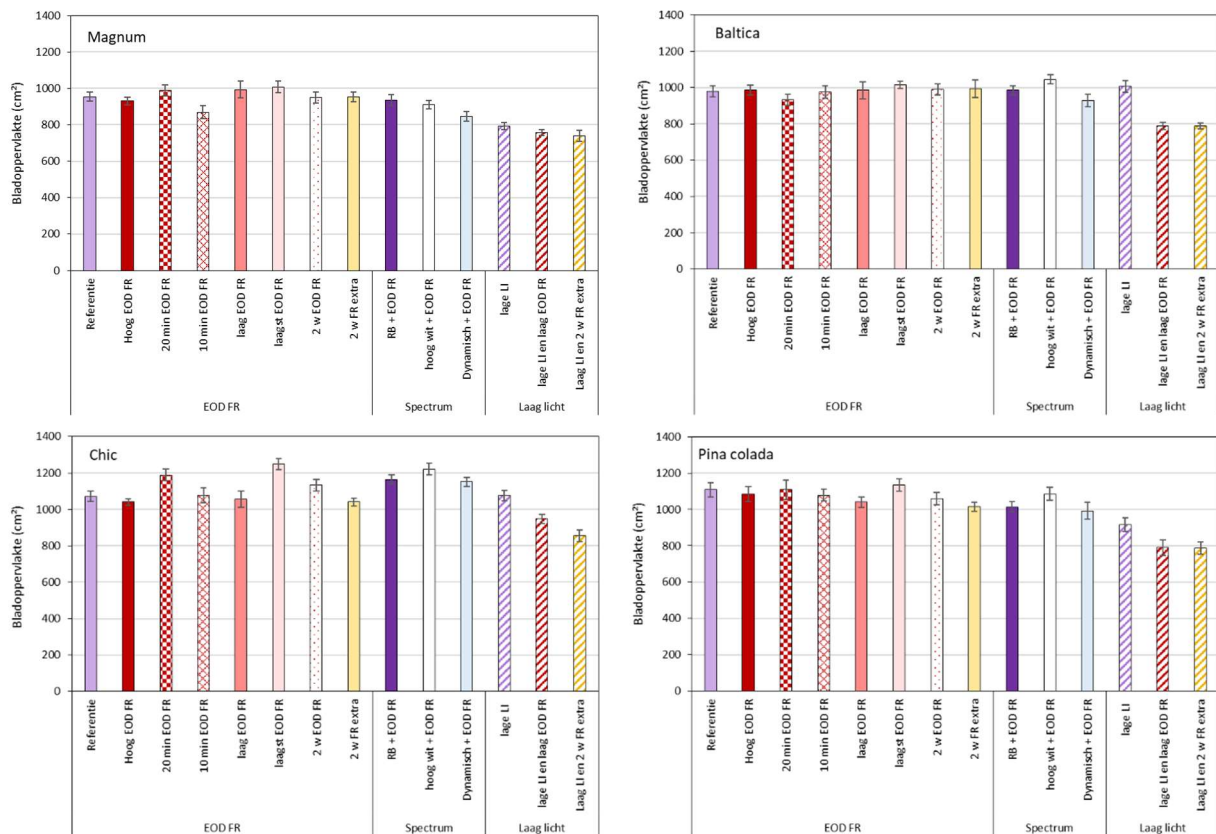 Magnum
Bladoppervlakte (cm²)
1400
1200
1000
800
600
400
200
0
Referentie
Hoog EOD FR
20 min EOD FR
10 min EOD FR
laag EOD FR
laagst EOD FR
2 w EOD FR
2 w FR extra
RB + EOD FR
hoog wit + EOD FR
Dynamisch + EOD FR
lage LI
lage LI en laag EOD FR
Laag LI en 2 w FR extra
EOD FR
Spectrum
Laag licht
Baltica
Bladoppervlakte (cm²)
1400
1200
1000
800
600
400
200
0
Referentie
Hoog EOD FR
20 min EOD FR
10 min EOD FR
laag EOD FR
laagst EOD FR
2 w EOD FR
2 w FR extra
RB + EOD FR
hoog wit + EOD FR
Dynamisch + EOD FR
lage LI
lage LI en laag EOD FR
Laag LI en 2 w FR extra
EOD FR
Spectrum
Laag licht
Chic
Bladoppervlakte (cm²)
1400
1200
1000
800
600
400
200
0
Referentie
Hoog EOD FR
20 min EOD FR
10 min EOD FR
laag EOD FR
laagst EOD FR
2 w EOD FR
2 w FR extra
RB + EOD FR
hoog wit + EOD FR
Dynamisch + EOD FR
lage LI
lage LI en laag EOD FR
Laag LI en 2 w FR extra
EOD FR
Spectrum
Laag licht
Pina colada
Bladoppervlakte (cm²)
1400
1200
1000
800
600
400
200
0
Referentie
Hoog EOD FR
20 min EOD FR
10 min EOD FR
laag EOD FR
laagst EOD FR
2 w EOD FR
2 w FR extra
RB + EOD FR
hoog wit + EOD FR
Dynamisch + EOD FR
lage LI
lage LI en laag EOD FR
Laag LI en 2 w FR extra
EOD FR
Spectrum
Laag licht